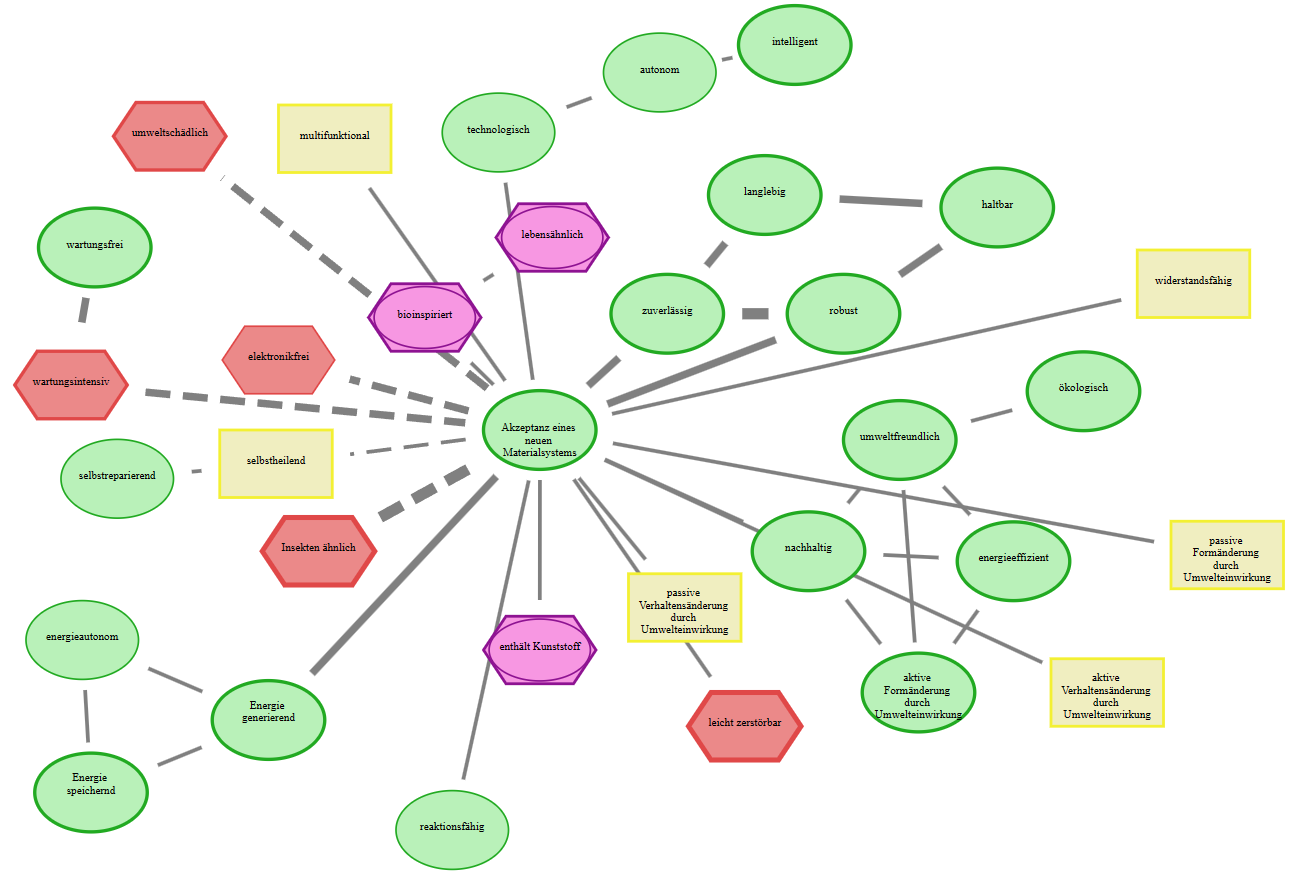 intelligent
autonom
technologisch
umweltschädlich
multifunktional
langlebig
haltbar
lebensähnlich
wartungsfrei
widerstandsfähig
bioinspiriert
zuverlässig
robust
elektronikfrei
wartungsintensiv
ökologisch
Akzeptanz eines
neuen
Materialsystems
umweltfreundlich
selbstheilend
selbstreparierend
Insekten ähnlich
nachhaltig
energieeffizient
passive
Formänderung
durch
Umwelteinwirkung
passive
Verhaltensänderung
durch
Umwelteinwirkung
energieautonom
enthält Kunststoff
aktive
Formänderung
durch
Umwelteinwirkung
aktive
Verhaltensänderung
durch
Umwelteinwirkung
Energie
generierend
leicht zerstörbar
Energie
speichernd
reaktionsfähig